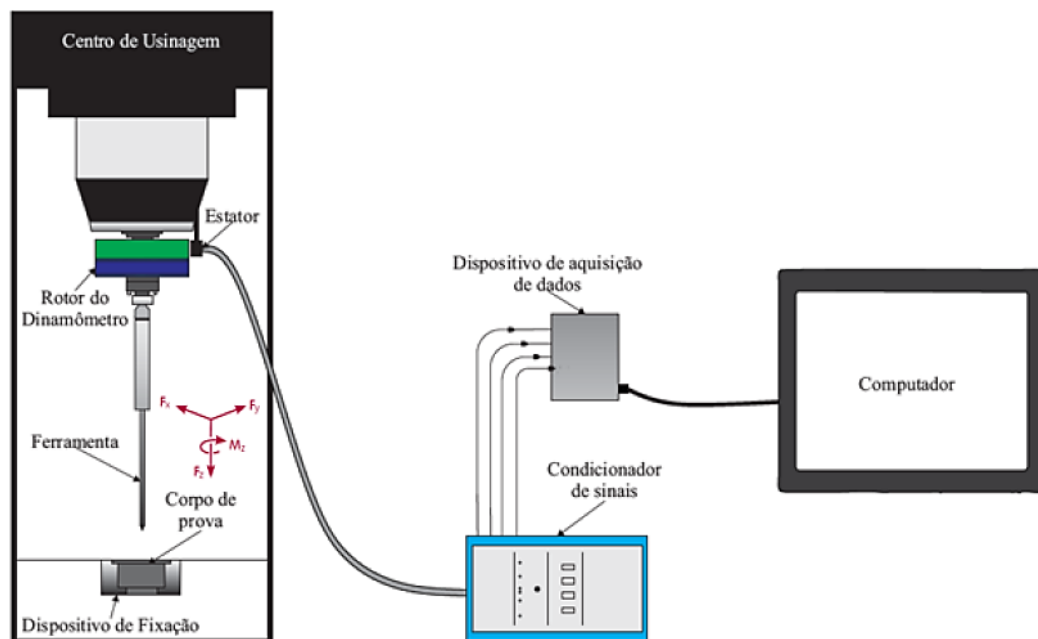 Centro de Usinagem
Estator
Rotor do
Dinamômetro
Dispositivo de aquisição
de dados
Computador
Fx
Fy
Mz
Fz
Ferramenta
Corpo de
prova
Condicionador
de sinais
Dispositivo de Fixação